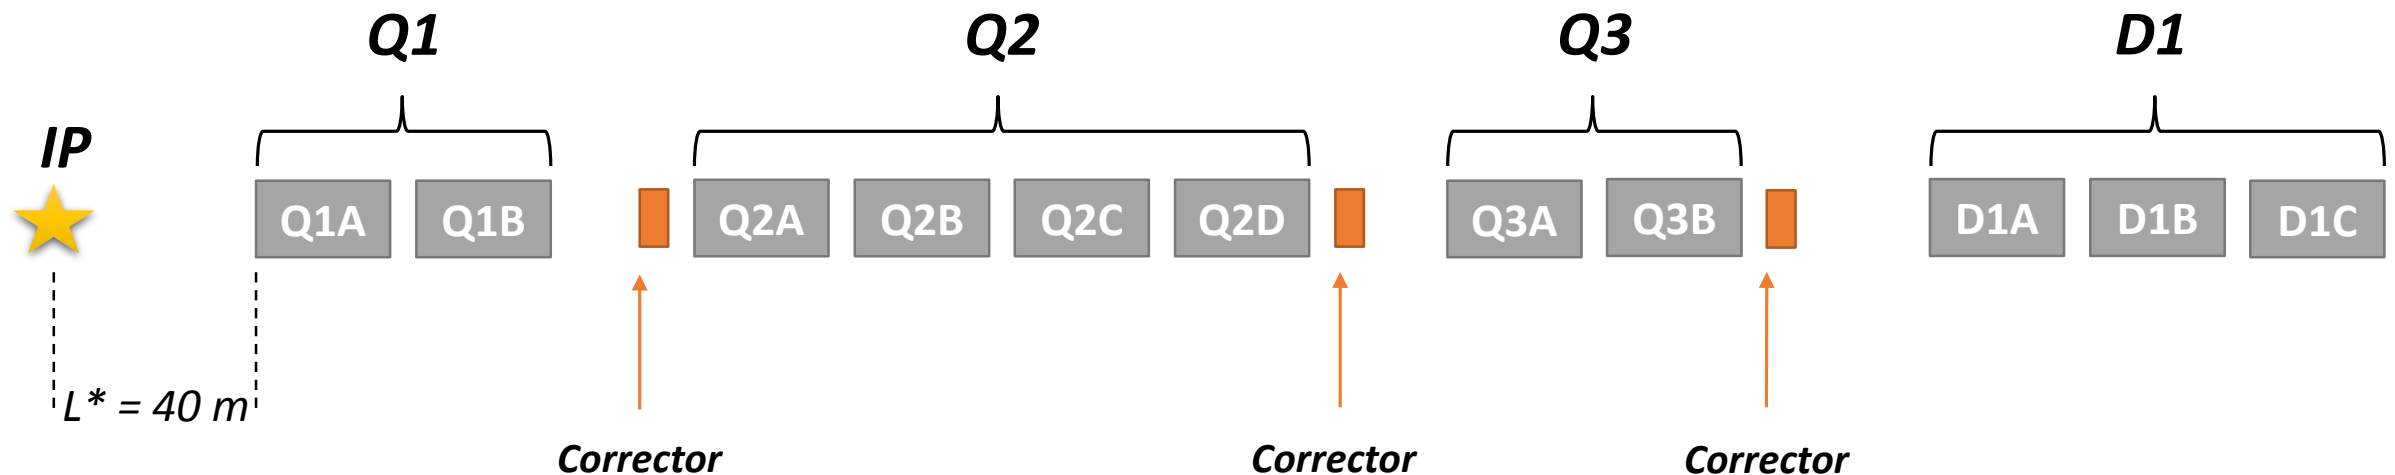 Q1 Q2 Q3 D1
IP
Q1A Q1B Q2A Q2B Q2C Q2D Q3A Q3B D1A D1B D1C
L* = 40 m
Corrector Corrector Corrector